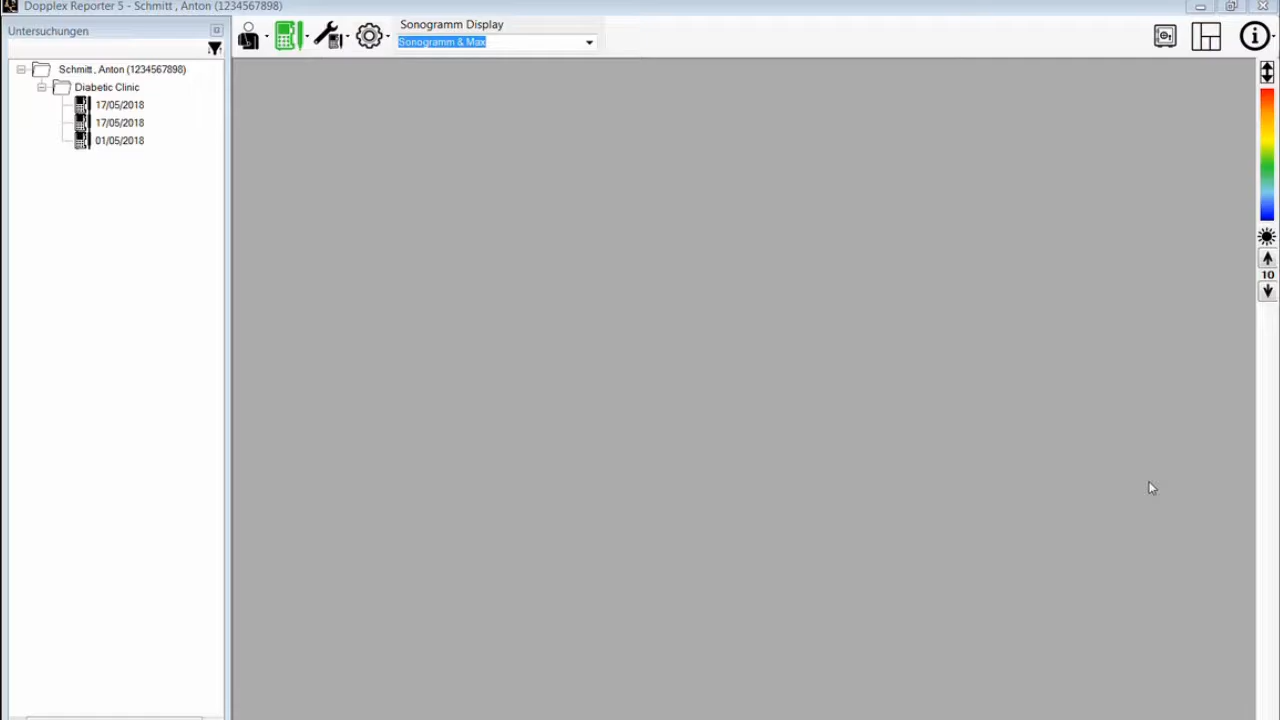 Dopplex Reporter 5 - Schmitt , Anton (1234567898)
Untersuchungen
Sonogramm Display
Sonogramm & Max
Schmitt , Anton (1234567898)
Diabetic Clinic
17/05/2018
17/05/2018
01/05/2018
10